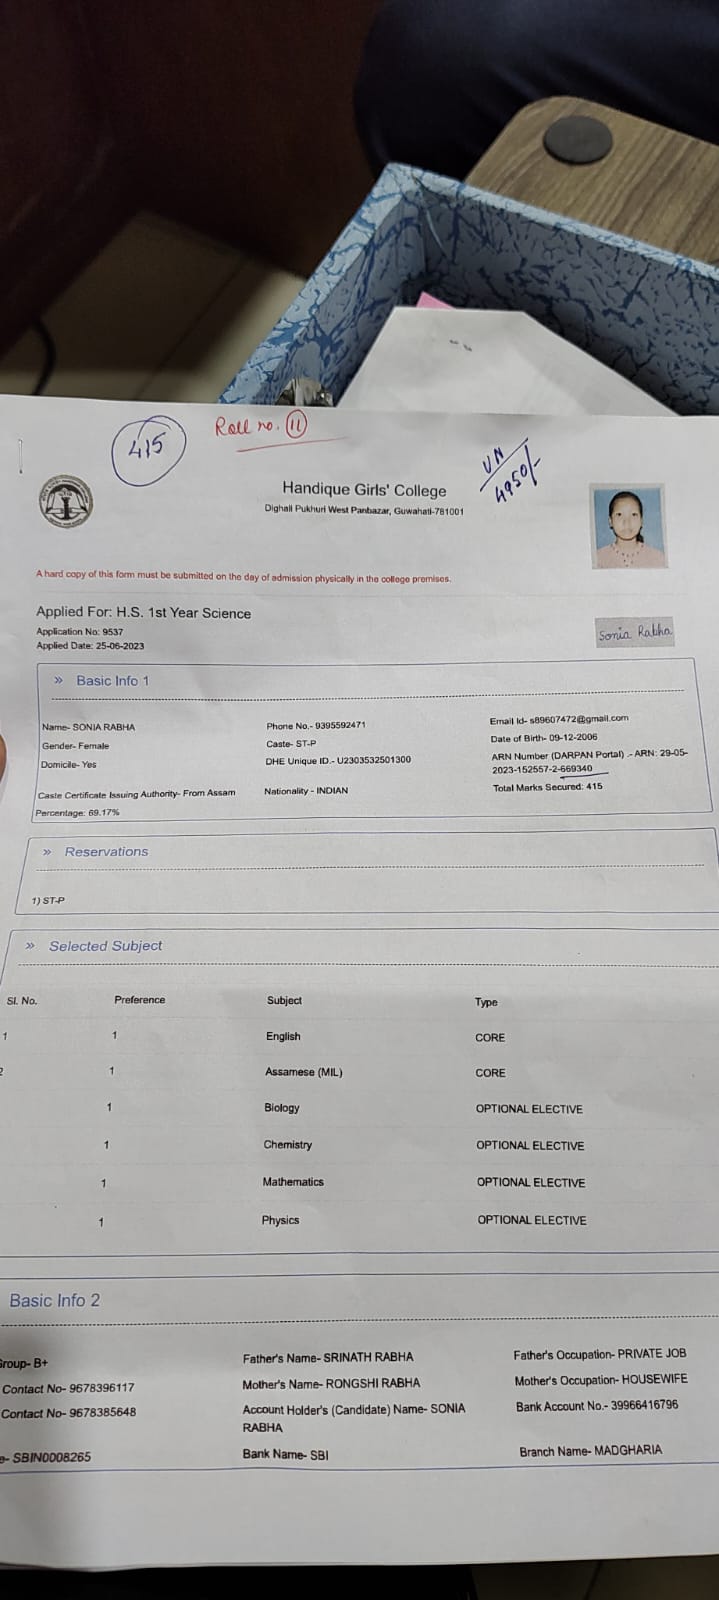 415
Roll no. 11
UN
4950/-
Handique Girls' College
Dighali Pukhuri West Panbazar, Guwahati-781001
A hard copy of this form must be submitted on the day of admission physically in the college premises.
Applied For: H.S. 1st Year Science
Application No: 9537
Applied Date: 25-06-2023
Sonia Rabha
» Basic Info 1
Name- SONIA RABHA Phone No.- 9395592471 Email Id- s89607472@gmail.com
Gender- Female Caste- ST-P Date of Birth- 09-12-2006
Domicile- Yes DHE Unique ID.- U2303532501300 ARN Number (DARPAN Portal) .- ARN: 29-05-
2023-152557-2-669340
Caste Certificate Issuing Authority- From Assam Nationality - INDIAN Total Marks Secured: 415
Percentage: 69.17%
» Reservations
1) ST-P
» Selected Subject
Sl. No. Preference Subject Type
1 1 English CORE
2 1 Assamese (MIL) CORE
1 Biology OPTIONAL ELECTIVE
1 Chemistry OPTIONAL ELECTIVE
1 Mathematics OPTIONAL ELECTIVE
1 Physics OPTIONAL ELECTIVE
Basic Info 2
Group- B+ Father's Name- SRINATH RABHA Father's Occupation- PRIVATE JOB
Contact No- 9678396117 Mother's Name- RONGSHI RABHA Mother's Occupation- HOUSEWIFE
Contact No- 9678385648 Account Holder's (Candidate) Name- SONIA Bank Account No.- 39966416796
RABHA
e- SBIN0008265 Bank Name- SBI Branch Name- MADGHARIA